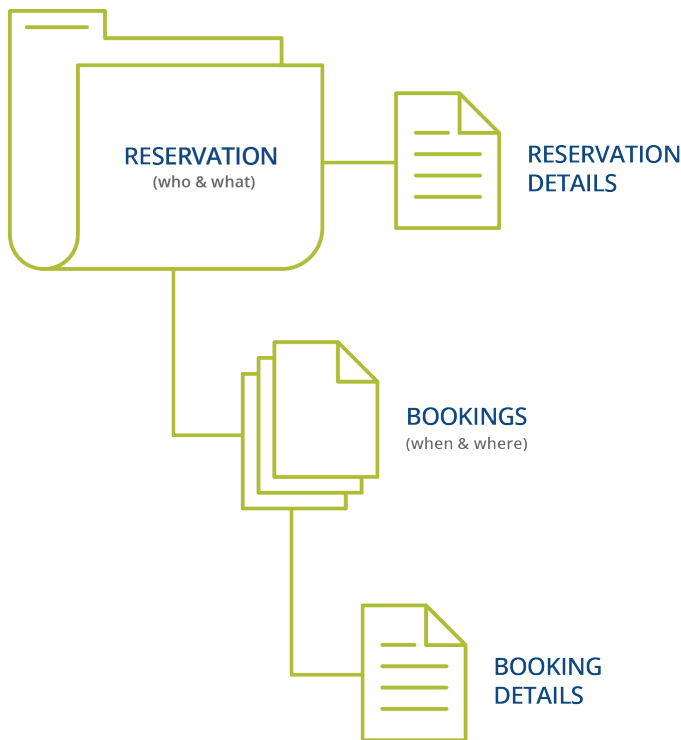 RESERVATION
(who & what)
RESERVATION
DETAILS
BOOKINGS
(when & where)
BOOKING
DETAILS